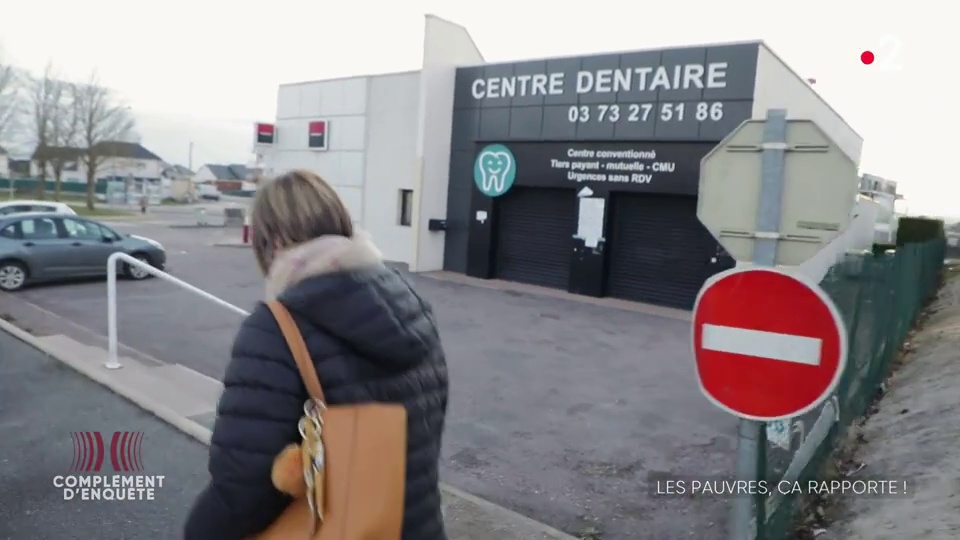 2
CENTRE DENTAIRE
03 73 27 51 86
Centre conventionné
Tiers payant - mutuelle - CMU
Urgences sans RDV
COMPLÉMENT
D'ENQUÊTE
LES PAUVRES, ÇA RAPPORTE !